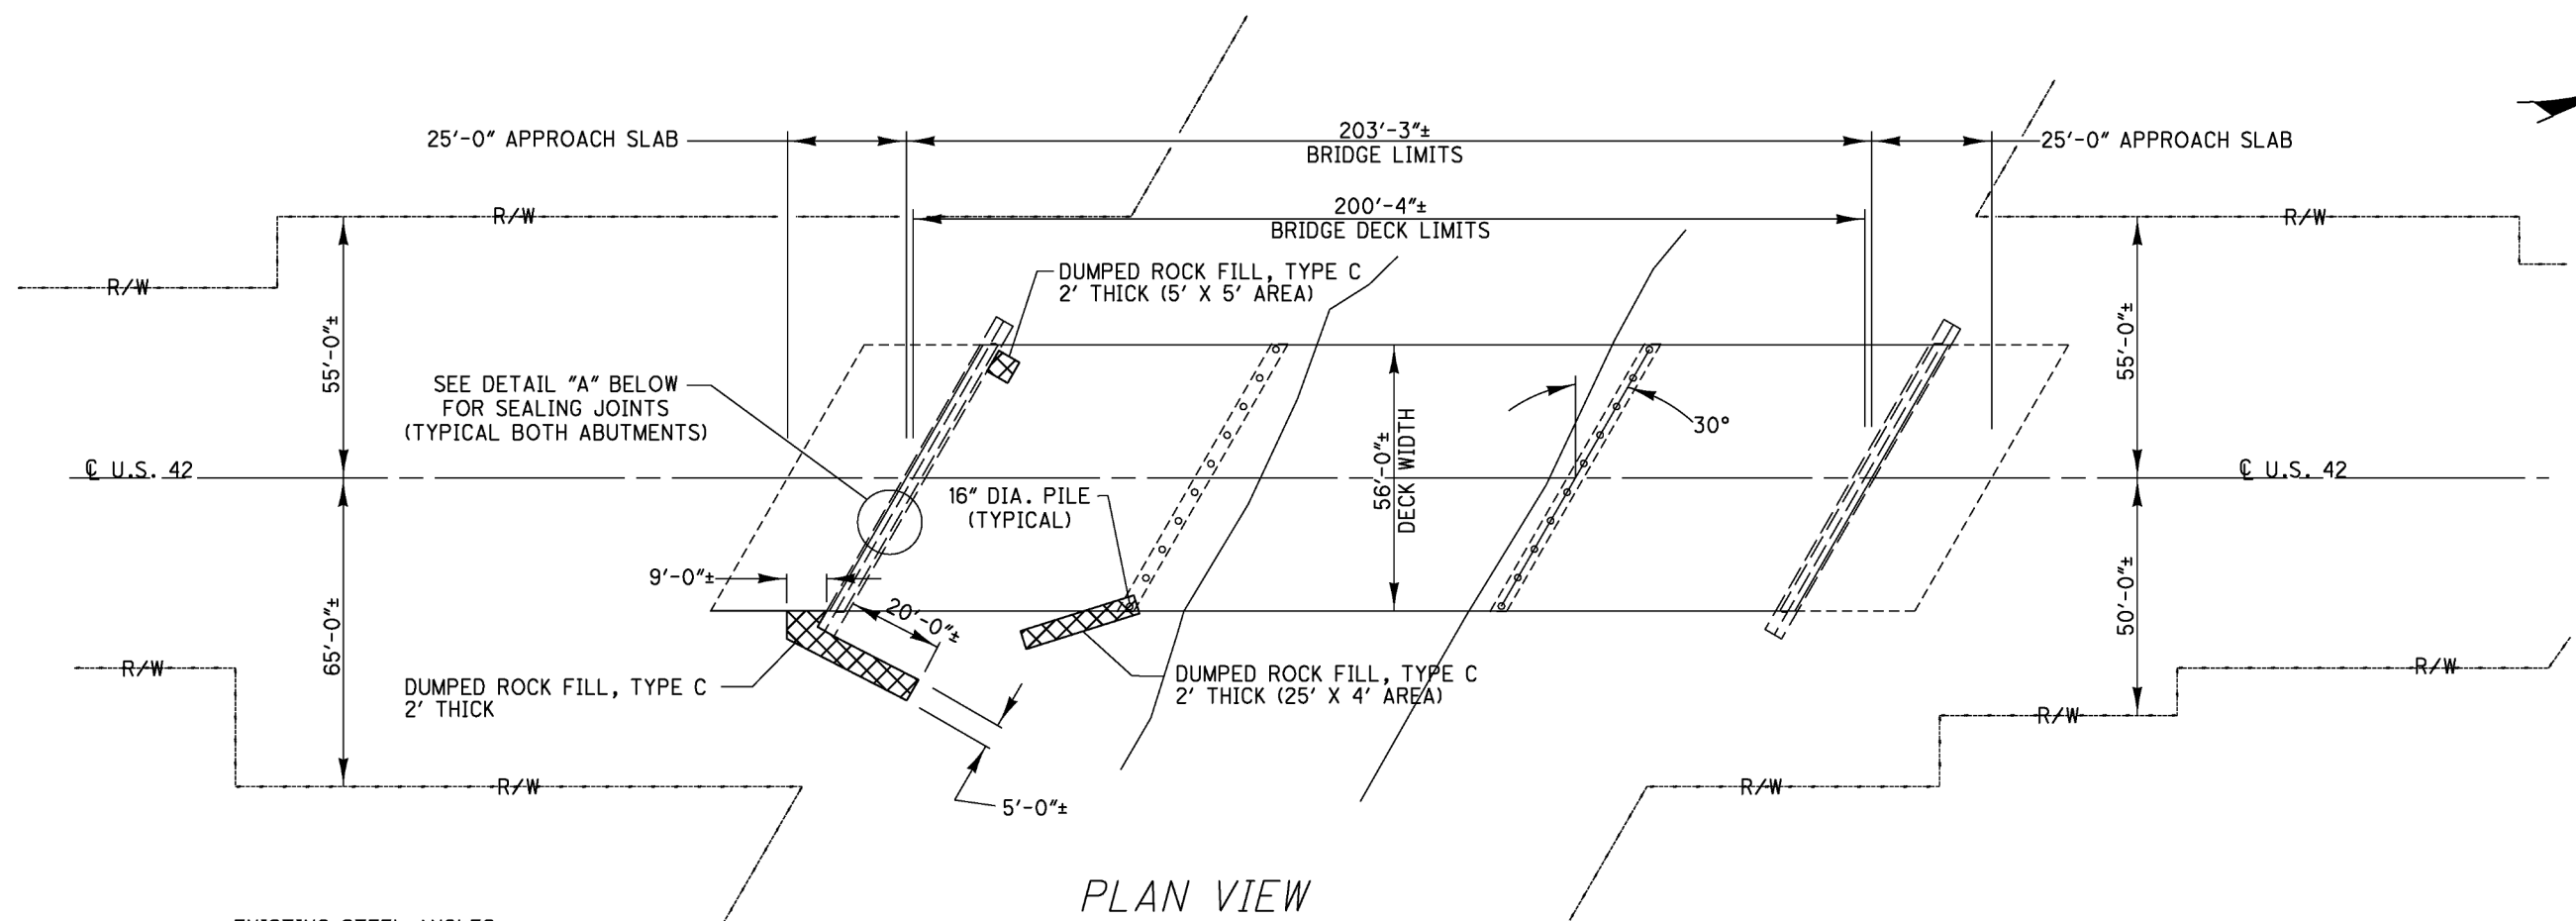 25'-0" APPROACH SLAB
203'-3"±
BRIDGE LIMITS
25'-0" APPROACH SLAB
R/W
200'-4"±
BRIDGE DECK LIMITS
R/W
R/W
DUMPED ROCK FILL, TYPE C
2' THICK (5' X 5' AREA)
55'-0"±
55'-0"±
SEE DETAIL "A" BELOW
FOR SEALING JOINTS
(TYPICAL BOTH ABUTMENTS)
30°
℄ U.S. 42
℄ U.S. 42
56'-0"±
DECK WIDTH
16" DIA. PILE
(TYPICAL)
9'-0"±
20'-0"±
65'-0"±
50'-0"±
R/W
R/W
DUMPED ROCK FILL, TYPE C
2' THICK
DUMPED ROCK FILL, TYPE C
2' THICK (25' X 4' AREA)
R/W
R/W
R/W
5'-0"±
PLAN VIEW